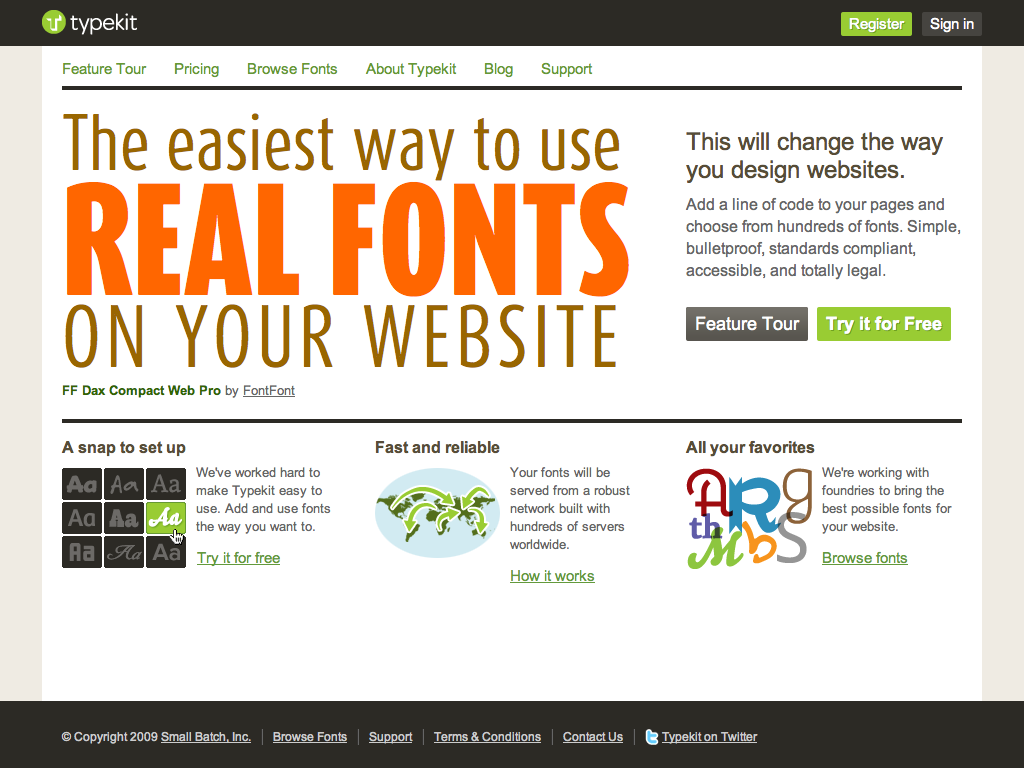 typekit
Register
Sign in
Feature Tour
Pricing
Browse Fonts
About Typekit
Blog
Support
The easiest way to use
REAL FONTS
ON YOUR WEBSITE
FF Dax Compact Web Pro by FontFont
This will change the way
you design websites.
Add a line of code to your pages and
choose from hundreds of fonts. Simple,
bulletproof, standards compliant,
accessible, and totally legal.
Feature Tour
Try it for Free
A snap to set up
Aa Aa Aa
Aa Aa Aa
Aa Aa Aa
We've worked hard to
make Typekit easy to
use. Add and use fonts
the way you want to.
Try it for free
Fast and reliable
Your fonts will be
served from a robust
network built with
hundreds of servers
worldwide.
How it works
All your favorites
A R g
th M b S
We're working with
foundries to bring the
best possible fonts for
your website.
Browse fonts
© Copyright 2009 Small Batch, Inc.
Browse Fonts
Support
Terms & Conditions
Contact Us
Typekit on Twitter